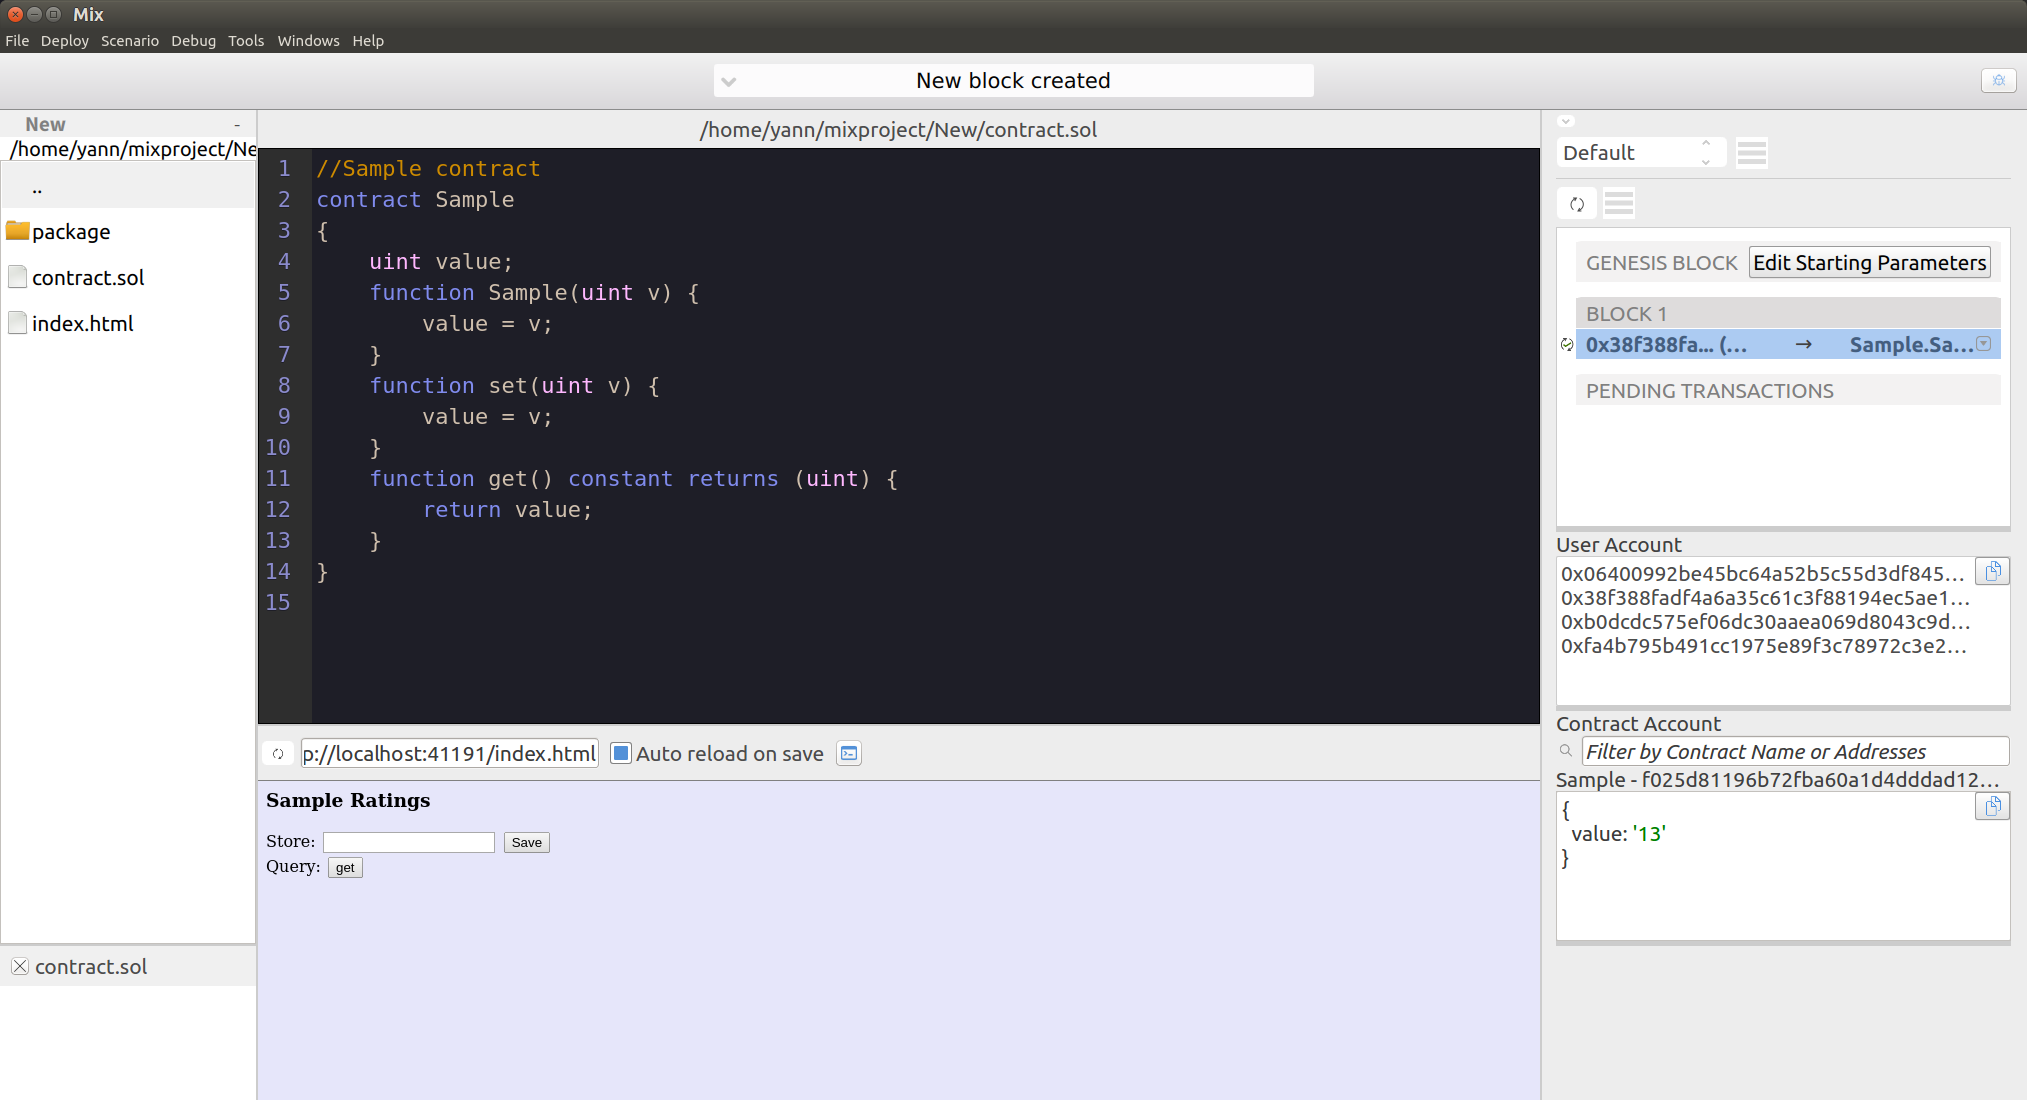 Mix
File Deploy Scenario Debug Tools Windows Help
New block created
New -
/home/yann/mixproject/Ne
..
package
contract.sol
index.html
contract.sol
/home/yann/mixproject/New/contract.sol
1 //Sample contract
2 contract Sample
3 {
4     uint value;
5     function Sample(uint v) {
6         value = v;
7     }
8     function set(uint v) {
9         value = v;
10     }
11     function get() constant returns (uint) {
12         return value;
13     }
14 }
15
p://localhost:41191/index.html Auto reload on save
Sample Ratings
Store: Save
Query: get
Default
GENESIS BLOCK Edit Starting Parameters
BLOCK 1
0x38f388fa... (... → Sample.Sa...
PENDING TRANSACTIONS
User Account
0x06400992be45bc64a52b5c55d3df845...
0x38f388fadf4a6a35c61c3f88194ec5ae1...
0xb0dcdc575ef06dc30aaea069d8043c9d...
0xfa4b795b491cc1975e89f3c78972c3e2...
Contract Account
Filter by Contract Name or Addresses
Sample - f025d81196b72fba60a1d4dddad12...
{
  value: '13'
}